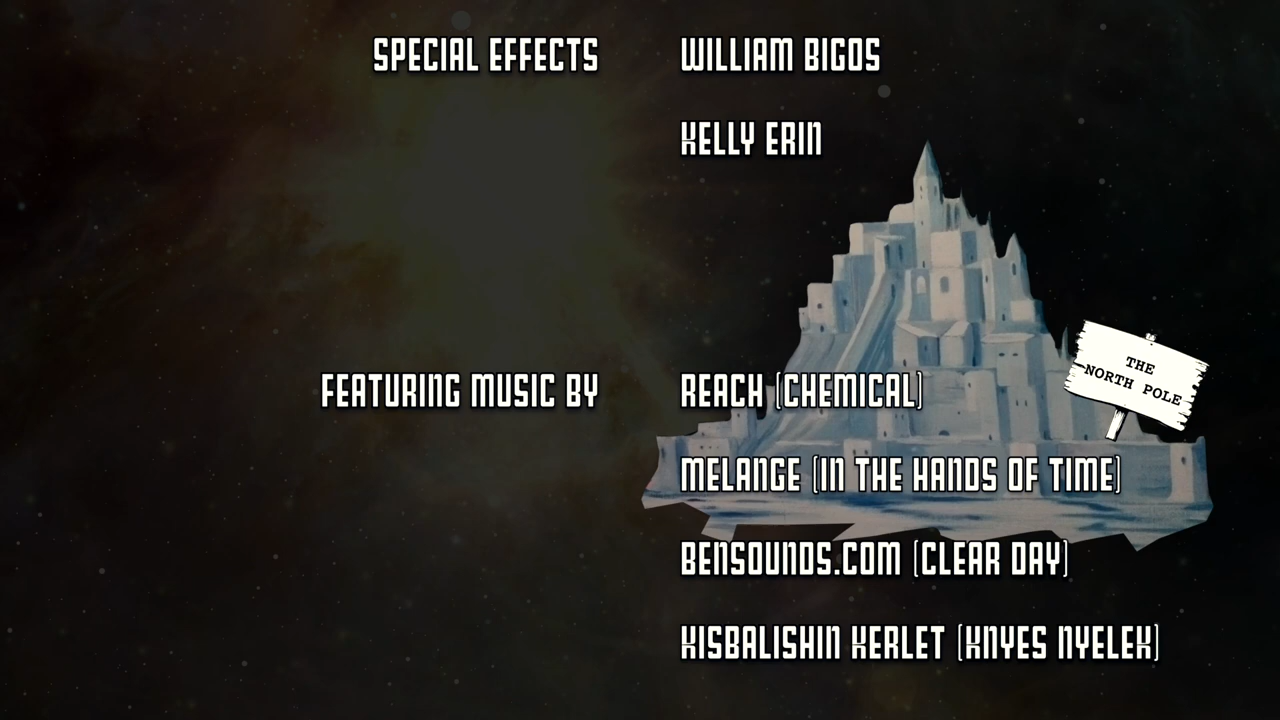 SPECIAL EFFECTS WILLIAM BIGOS
KELLY ERIN
THE
NORTH POLE
FEATURING MUSIC BY REACH (CHEMICAL)
MELANGE (IN THE HANDS OF TIME)
BENSOUNDS.COM (CLEAR DAY)
KISBALISHIN KERLET (KNYES NYELEK)